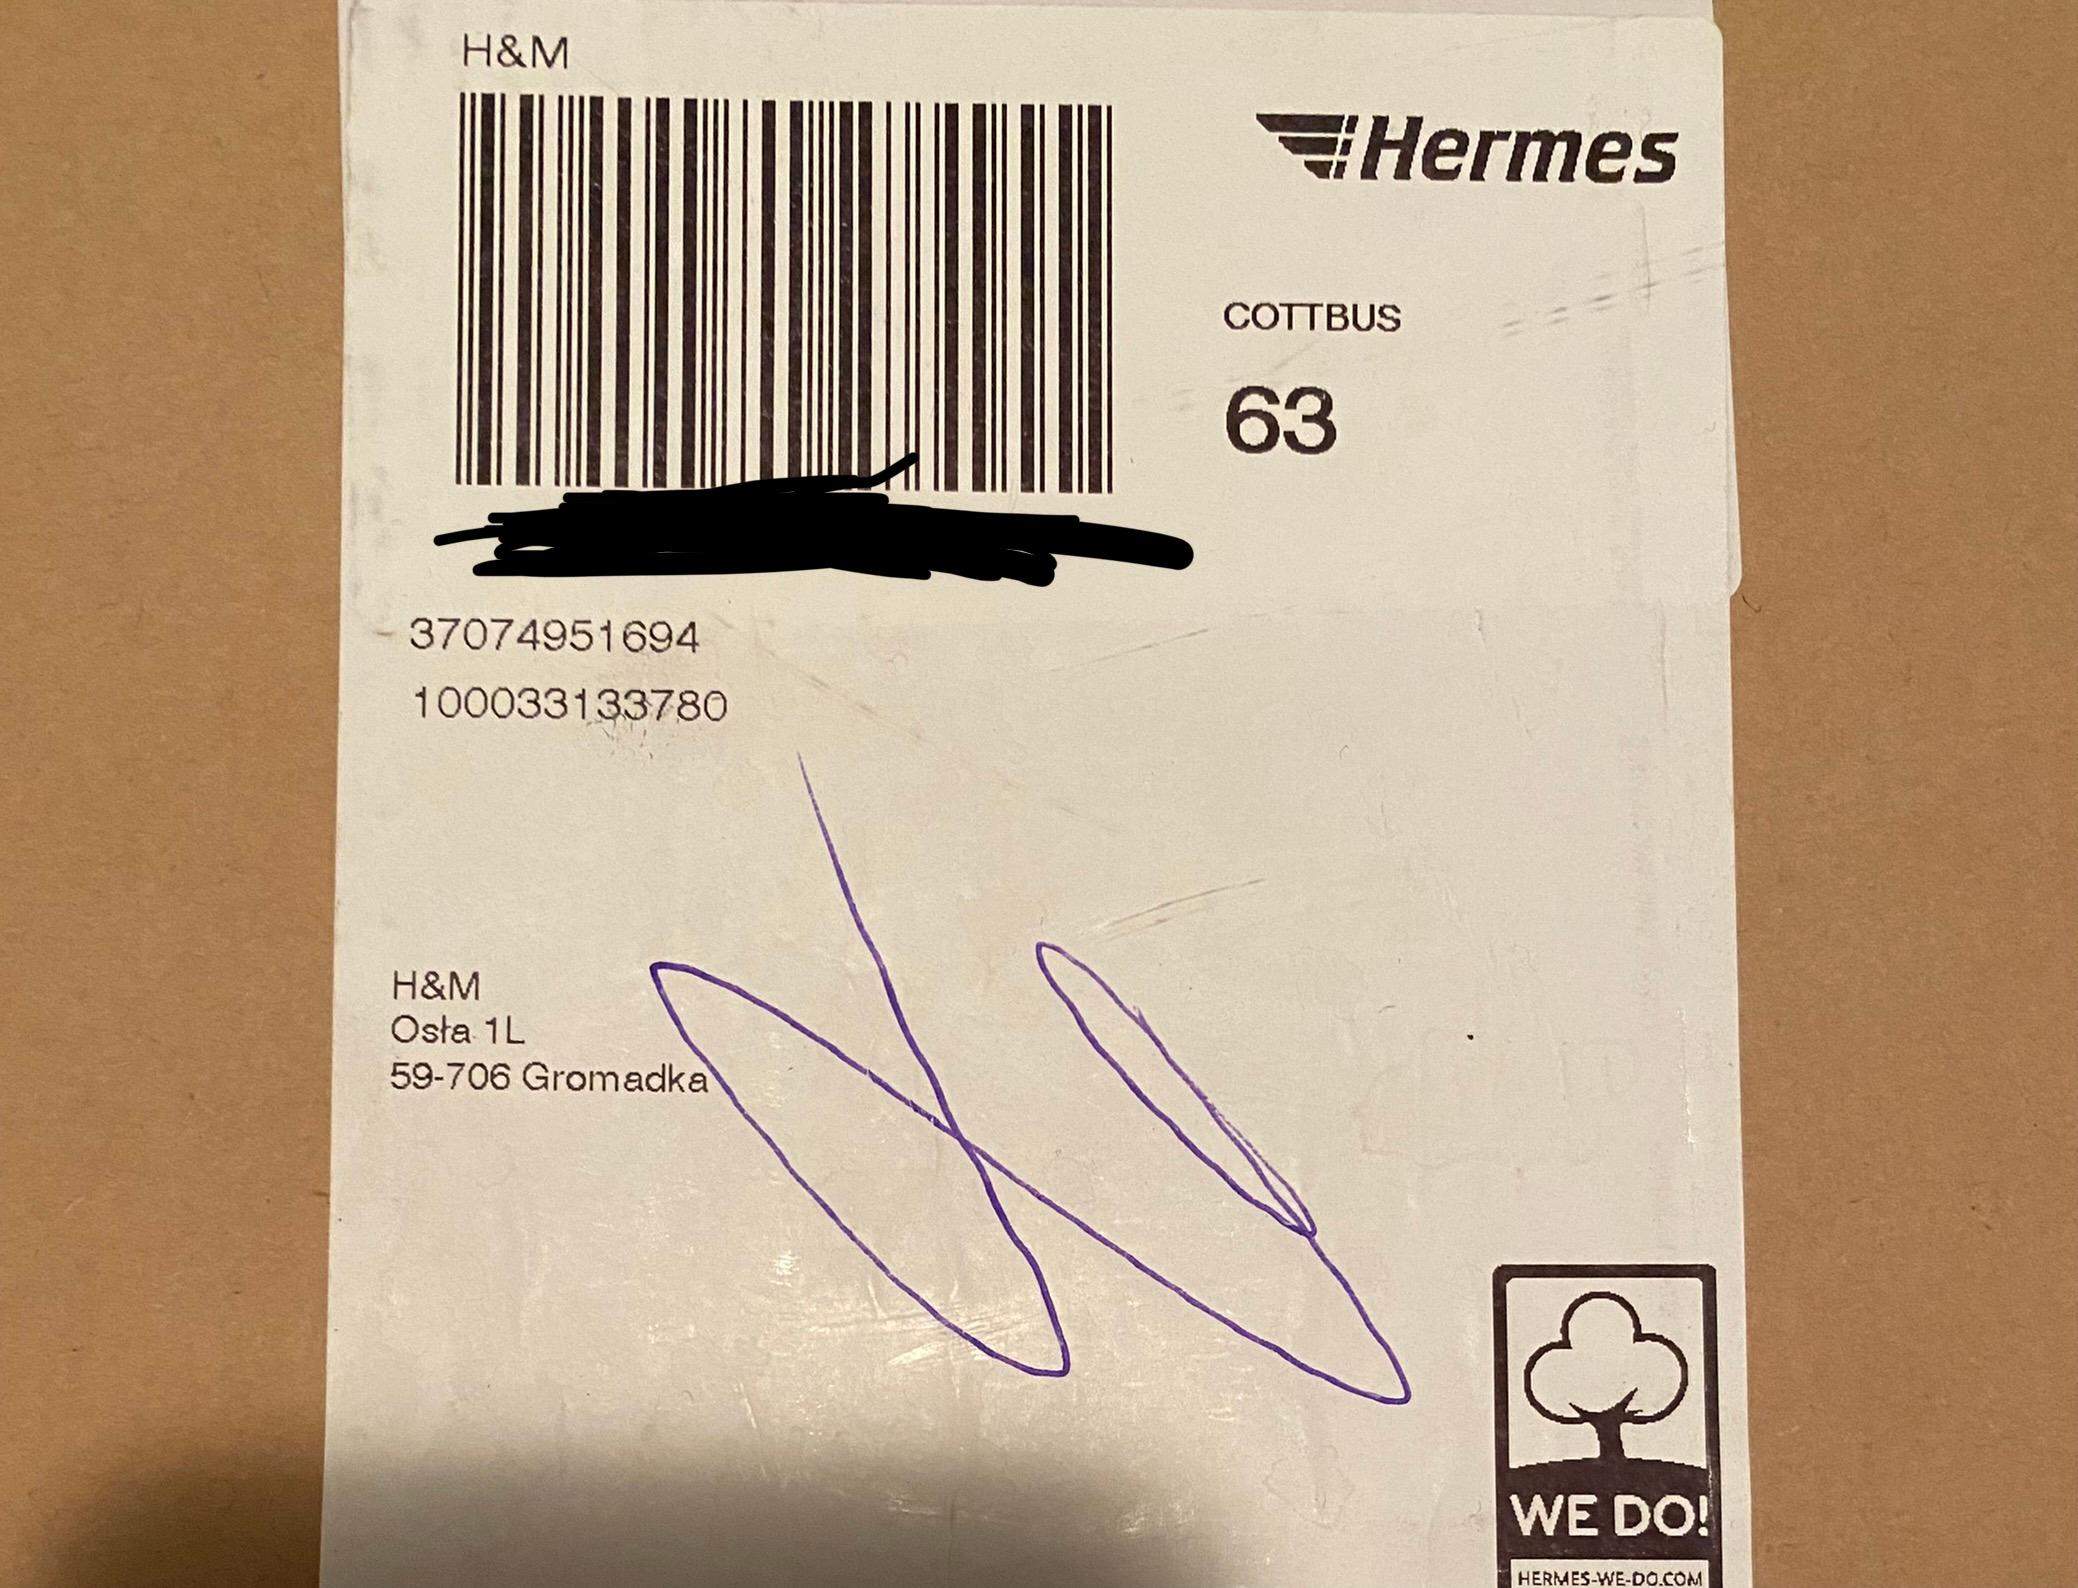 H&M
Hermes
COTTBUS
63
37074951694
100033133780
H&M
Osła 1L
59-706 Gromadka
WE DO!
HERMES-WE-DO.COM